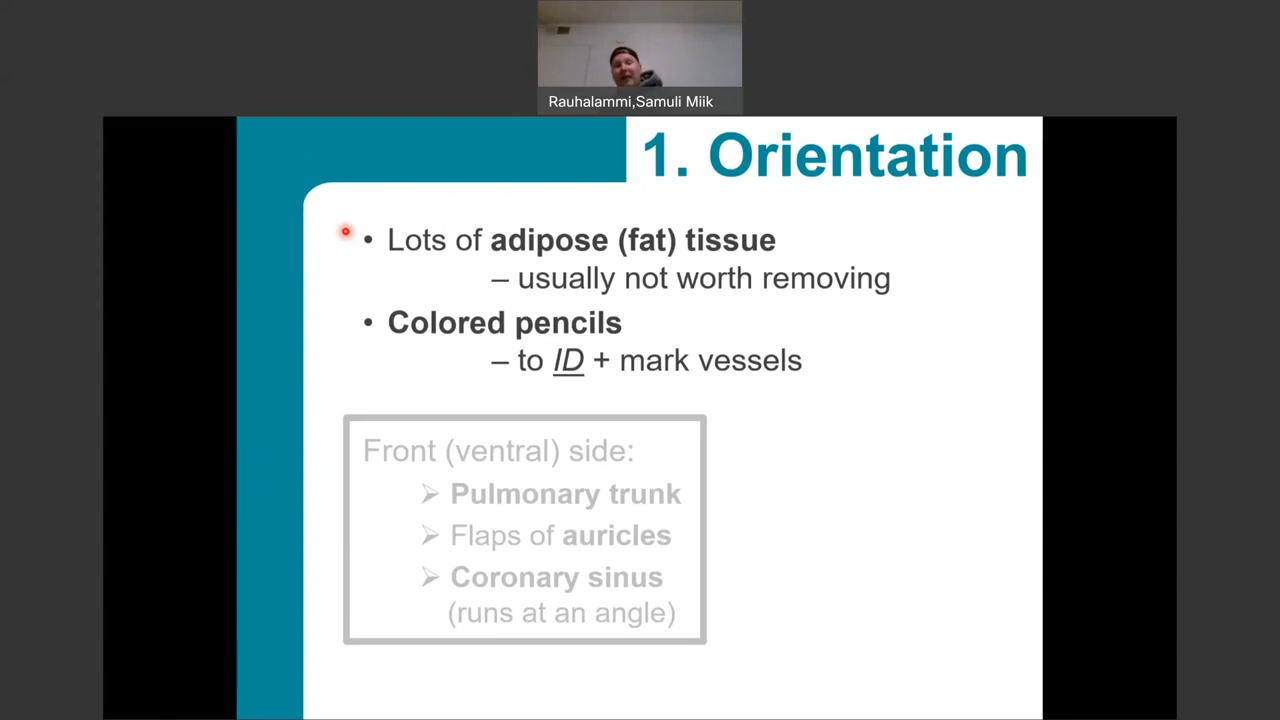 Rauhalammi,Samuli Miik
1. Orientation
• Lots of adipose (fat) tissue
– usually not worth removing
• Colored pencils
– to ID + mark vessels
Front (ventral) side:
➢ Pulmonary trunk
➢ Flaps of auricles
➢ Coronary sinus
(runs at an angle)